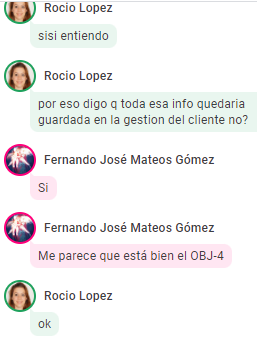 Rocio Lopez
sisi entiendo
Rocio Lopez
por eso digo q toda esa info quedaria
guardada en la gestion del cliente no?
Fernando José Mateos Gómez
Si
Fernando José Mateos Gómez
Me parece que está bien el OBJ-4
Rocio Lopez
ok